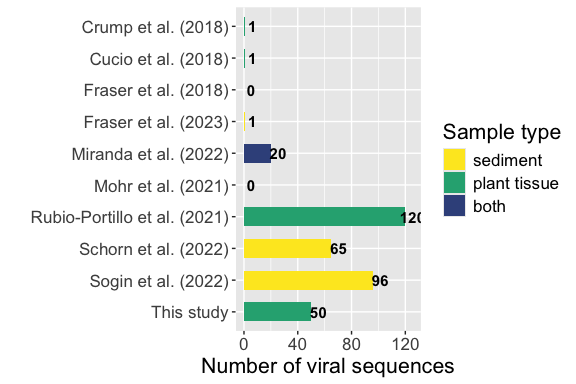 Crump et al. (2018) 1
Cucio et al. (2018) 1
Fraser et al. (2018) 0
Fraser et al. (2023) 1
Miranda et al. (2022) 20
Mohr et al. (2021) 0
Rubio-Portillo et al. (2021) 120
Schorn et al. (2022) 65
Sogin et al. (2022) 96
This study 50
0 40 80 120
Number of viral sequences
Sample type
sediment
plant tissue
both